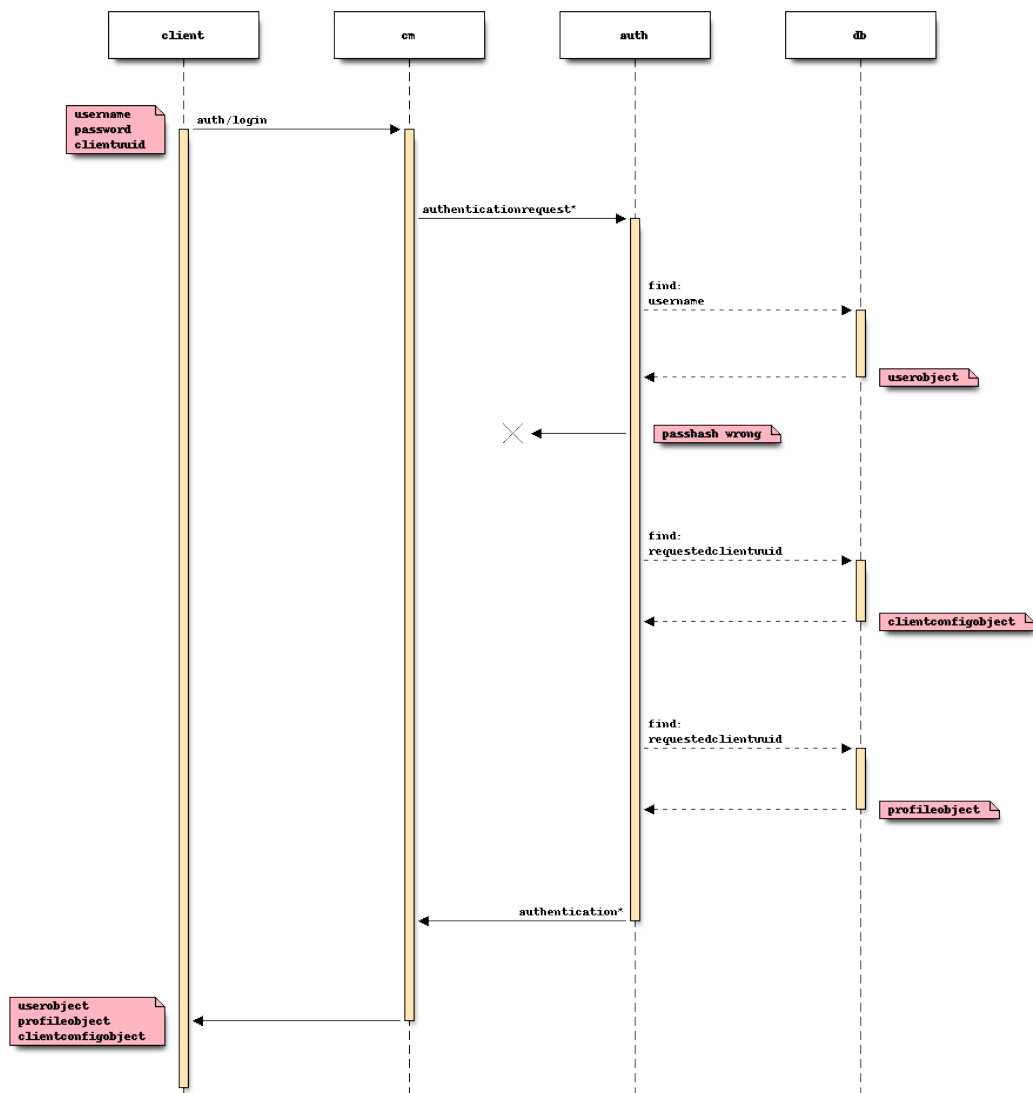 client
cm
auth
db
username
password
clientuuid
auth/login
authenticationrequest*
find:
username
userobject
passhash wrong
find:
requestedclientuuid
clientconfigobject
find:
requestedclientuuid
profileobject
authentication*
userobject
profileobject
clientconfigobject